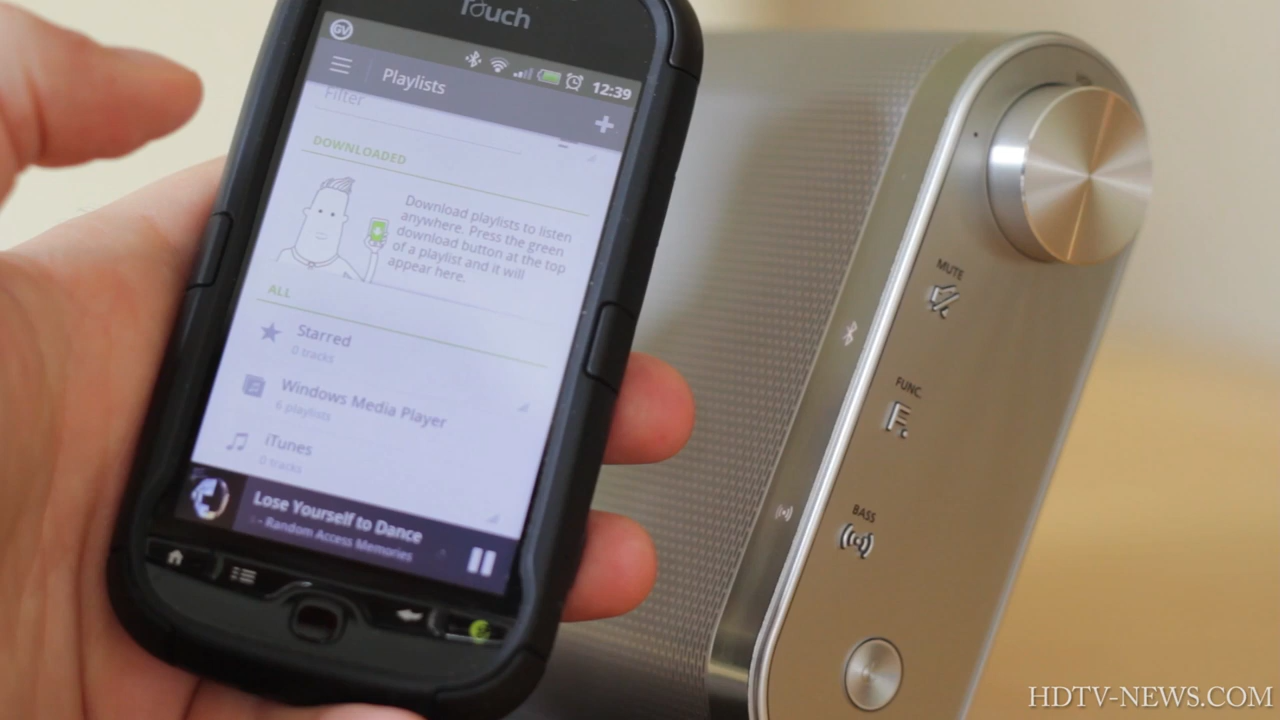 Touch
GV
12:39
Playlists
Filter
DOWNLOADED
Download playlists to listen
anywhere. Press the green
download button at the top
of a playlist and it will
appear here.
ALL
Starred
0 tracks
Windows Media Player
6 playlists
iTunes
0 tracks
Lose Yourself to Dance
- Random Access Memories
MUTE
FUNC.
F.
BASS
HDTV-NEWS.COM